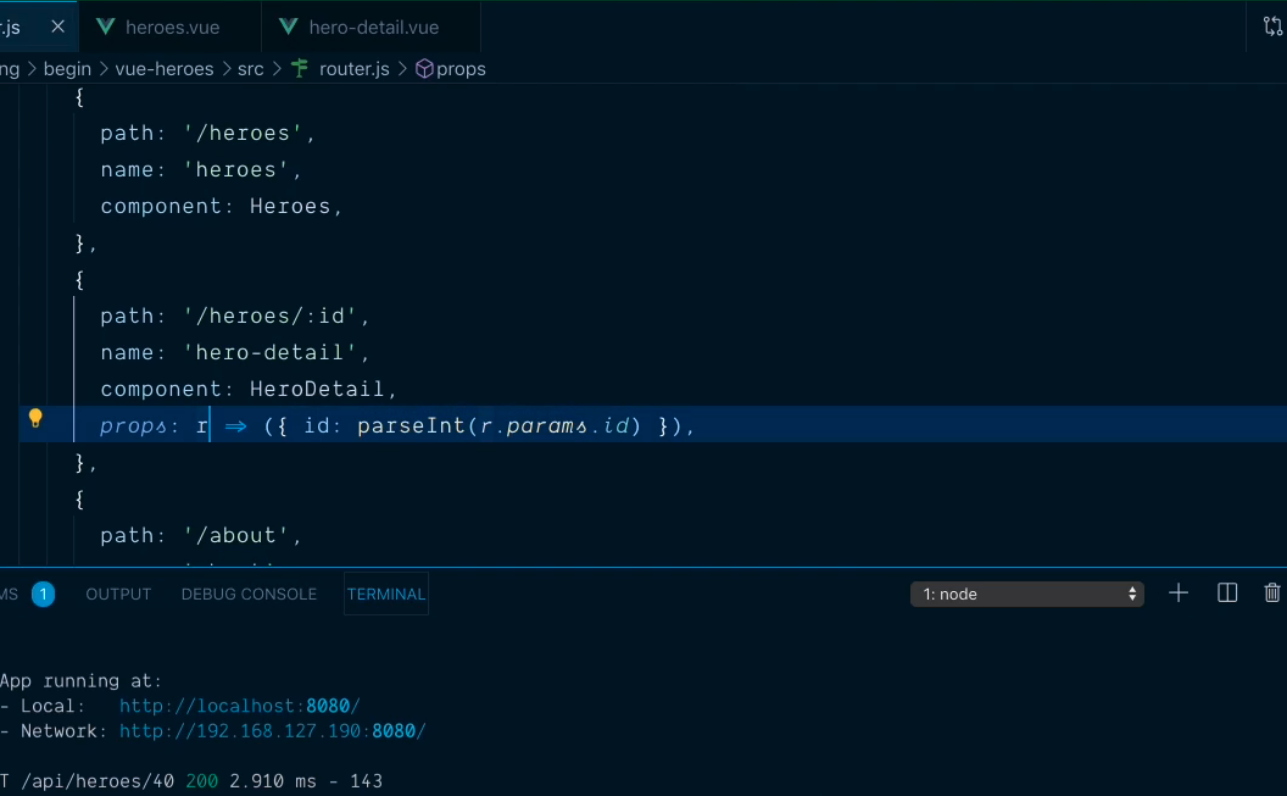 r.js heroes.vue hero-detail.vue
ng > begin > vue-heroes > src > router.js > props
{
path: '/heroes',
name: 'heroes',
component: Heroes,
},
{
path: '/heroes/:id',
name: 'hero-detail',
component: HeroDetail,
props: r ⇒ ({ id: parseInt(r.params.id) }),
},
{
path: '/about',
MS 1 OUTPUT DEBUG CONSOLE TERMINAL 1: node
App running at:
- Local: http://localhost:8080/
- Network: http://192.168.127.190:8080/
T /api/heroes/40 200 2.910 ms - 143